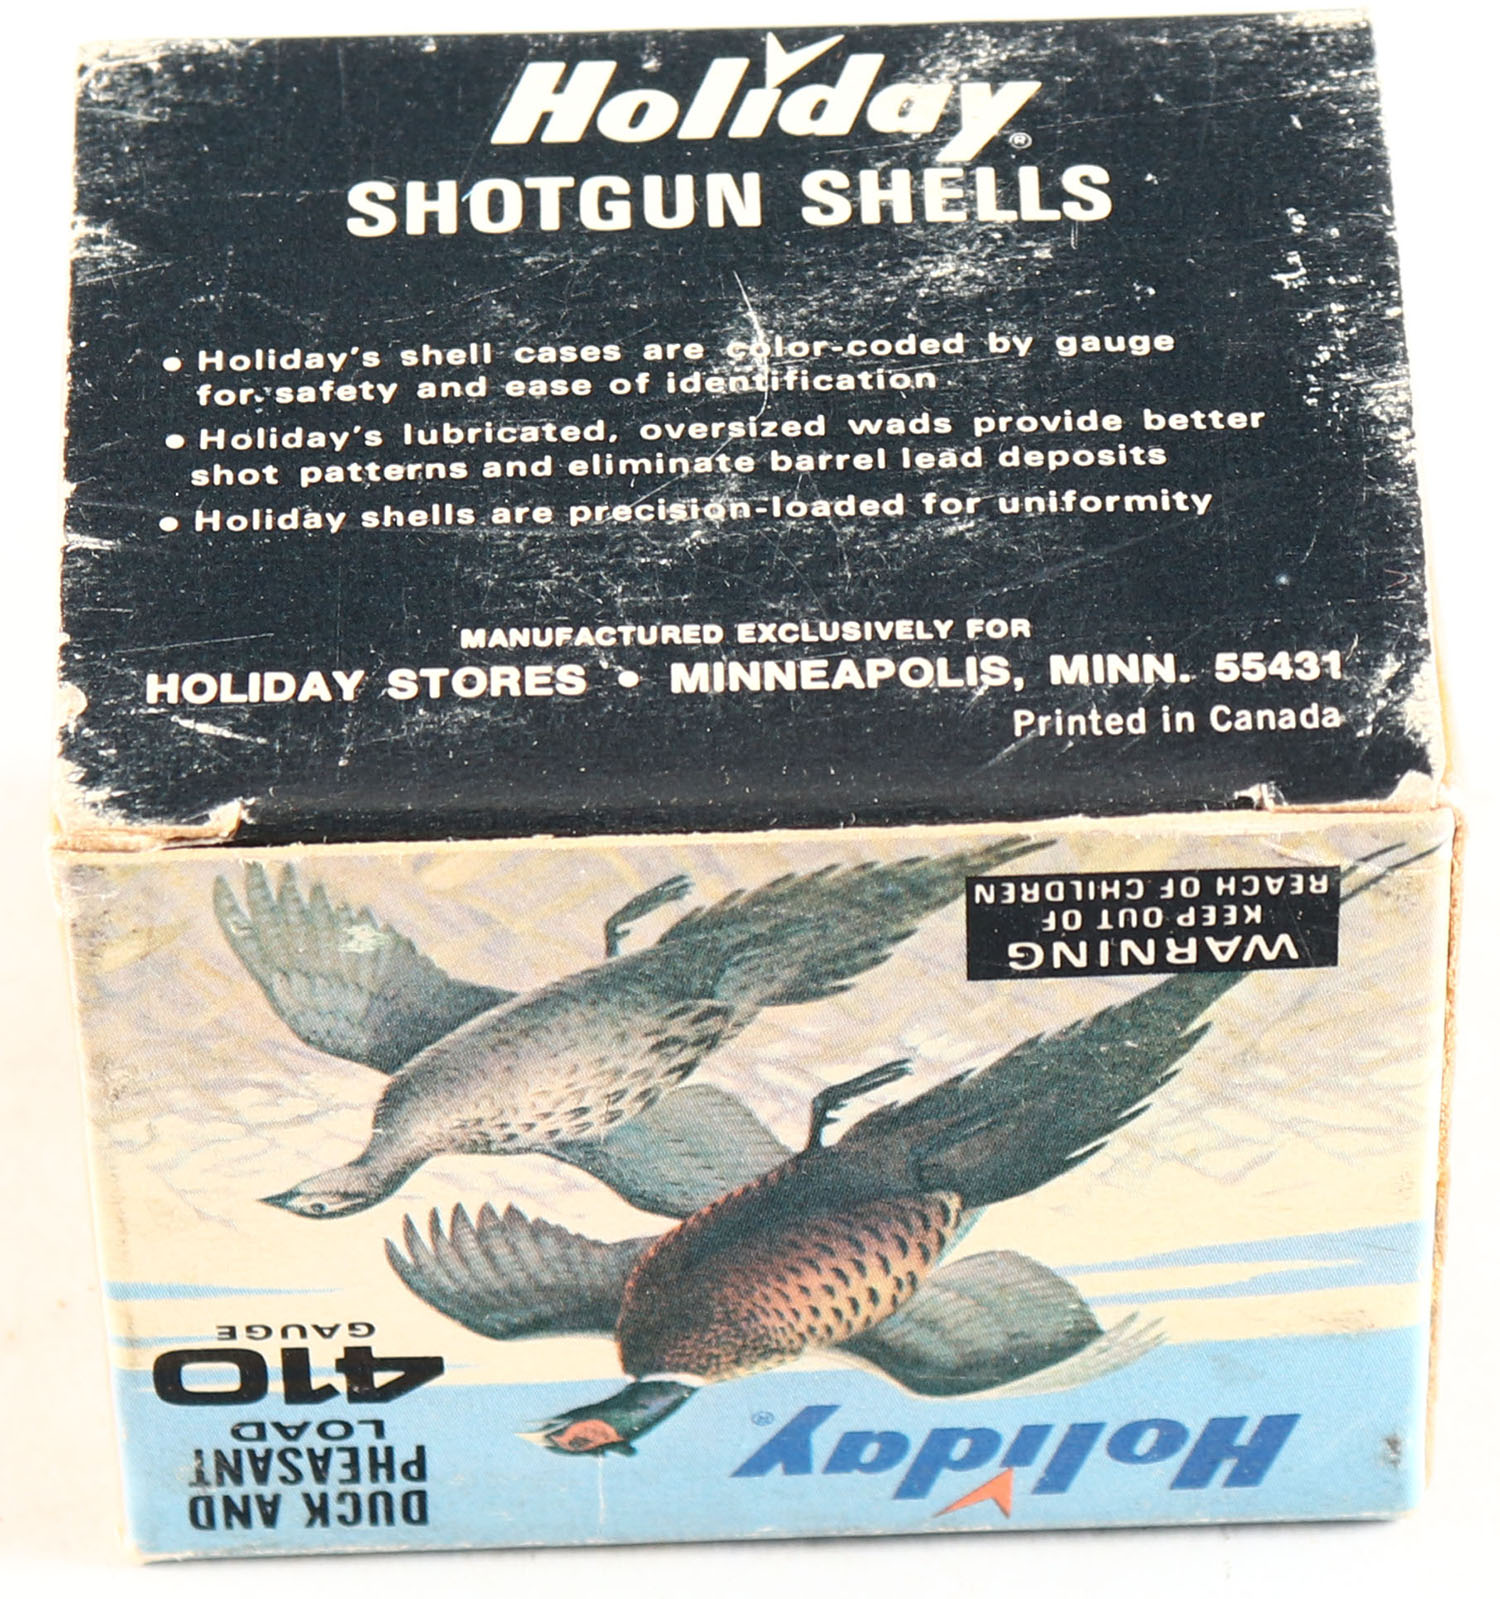 Holiday®
SHOTGUN SHELLS
• Holiday's shell cases are color-coded by gauge
for safety and ease of identification
• Holiday's lubricated, oversized wads provide better
shot patterns and eliminate barrel lead deposits
• Holiday shells are precision-loaded for uniformity
MANUFACTURED EXCLUSIVELY FOR
HOLIDAY STORES • MINNEAPOLIS, MINN. 55431
Printed in Canada
Holiday®
DUCK AND
PHEASANT
LOAD
410
GAUGE
WARNING
KEEP OUT OF
REACH OF CHILDREN